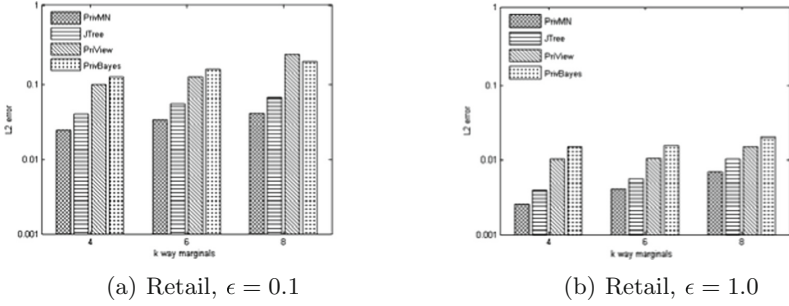 1
0.1
0.01
0.001
L2 error
PrivMN
JTree
PriView
PrivBayes
4 6 8
k way marginals
(a) Retail, ϵ = 0.1
1
0.1
0.01
0.001
L2 error
PrivMN
JTree
PriView
PrivBayes
4 6 8
k way marginals
(b) Retail, ϵ = 1.0